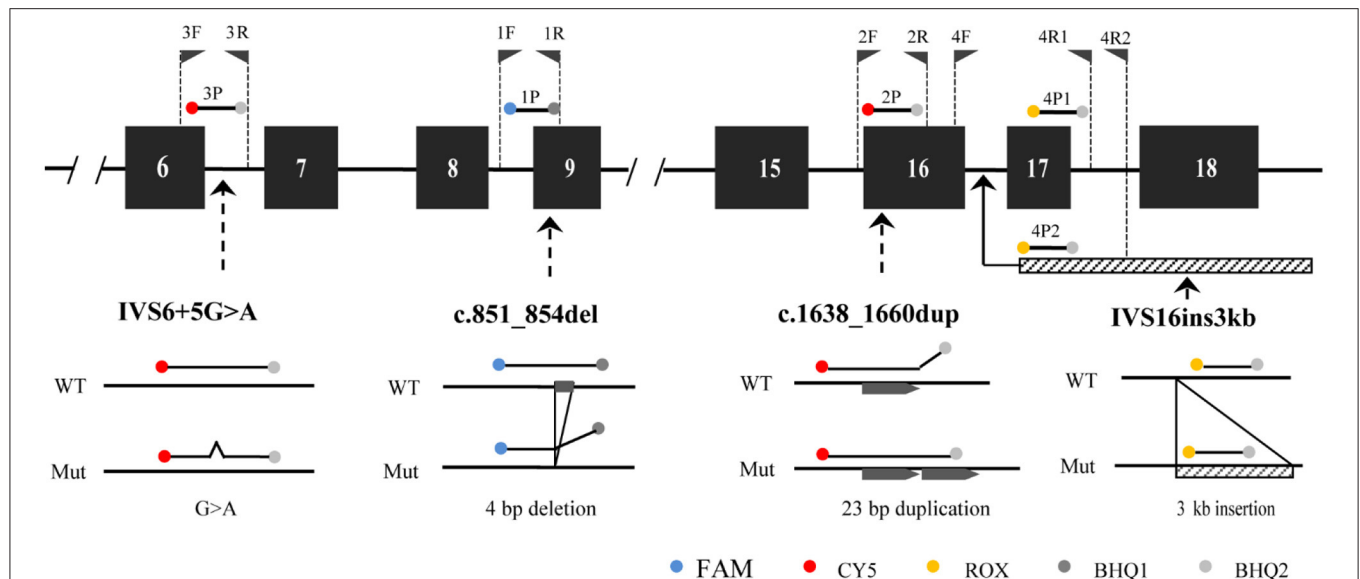 3F 3R 1F 1R 2F 2R 4F 4R1 4R2
3P 1P 2P 4P1
6 7 8 9 15 16 17 18
4P2
IVS6+5G>A c.851_854del c.1638_1660dup IVS16ins3kb
WT WT WT WT
Mut Mut Mut Mut
G>A 4 bp deletion 23 bp duplication 3 kb insertion
FAM CY5 ROX BHQ1 BHQ2